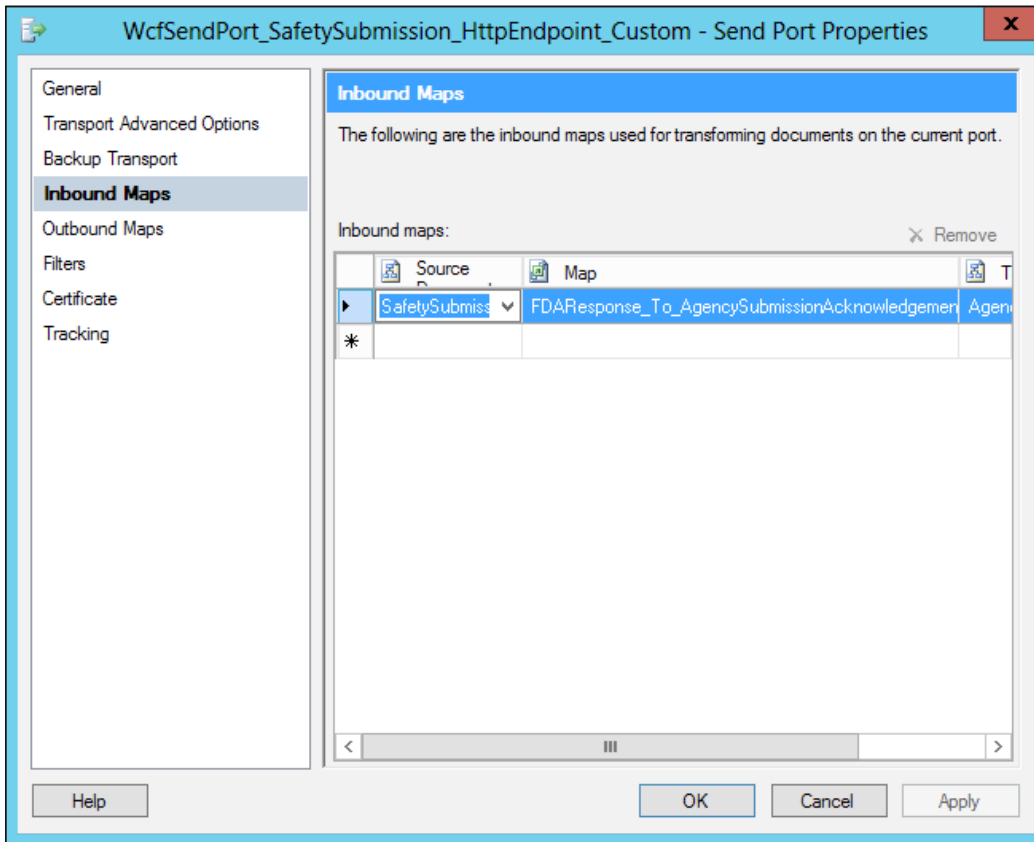 WcfSendPort_SafetySubmission_HttpEndpoint_Custom - Send Port Properties
x
General
Transport Advanced Options
Backup Transport
Inbound Maps
Outbound Maps
Filters
Certificate
Tracking
Inbound Maps
The following are the inbound maps used for transforming documents on the current port.
Inbound maps:
Remove
Source
Map
T
SafetySubmiss
FDAResponse_To_AgencySubmissionAcknowledgemen
Agen
Help
OK
Cancel
Apply